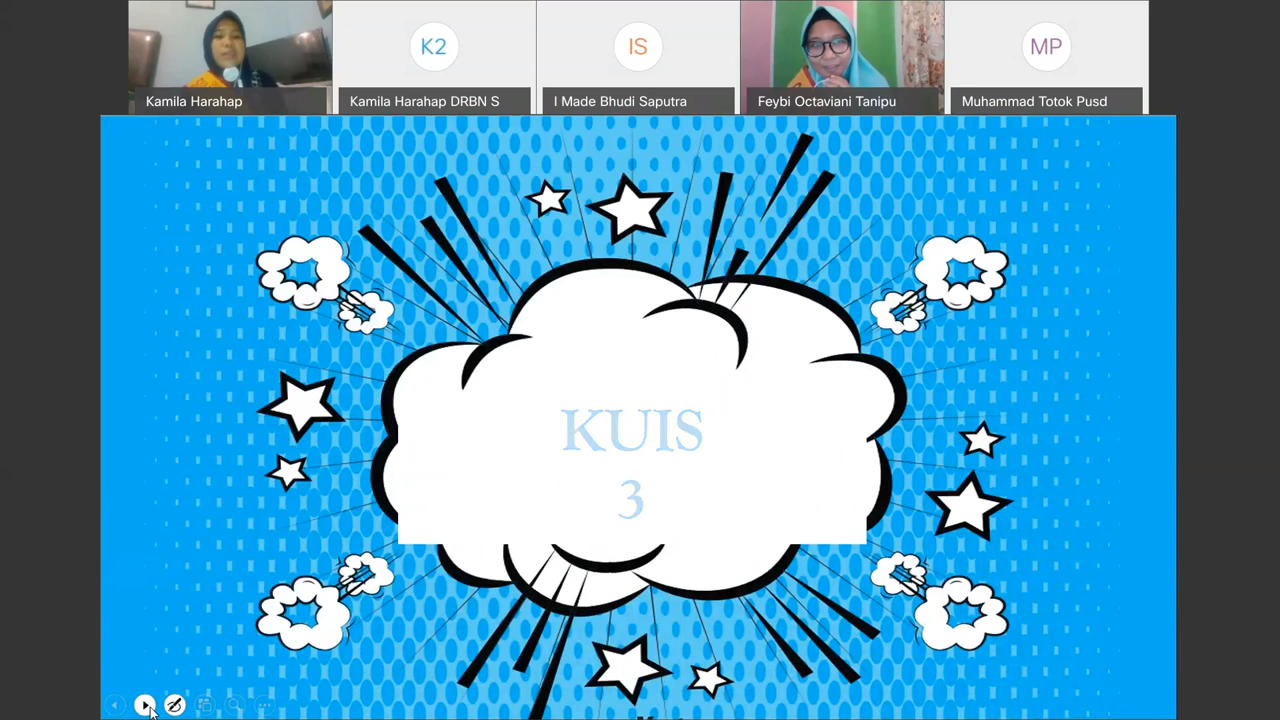 K2
IS
MP
Kamila Harahap
Kamila Harahap DRBN S
I Made Bhudi Saputra
Feybi Octaviani Tanipu
Muhammad Totok Pusd
KUIS
3